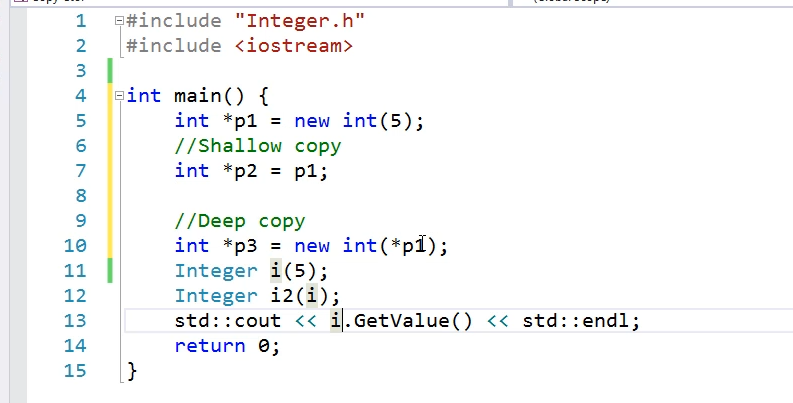 1 #include "Integer.h"
2 #include <iostream>
3
4 int main() {
5 int *p1 = new int(5);
6 //Shallow copy
7 int *p2 = p1;
8
9 //Deep copy
10 int *p3 = new int(*p1);
11 Integer i(5);
12 Integer i2(i);
13 std::cout << i.GetValue() << std::endl;
14 return 0;
15 }